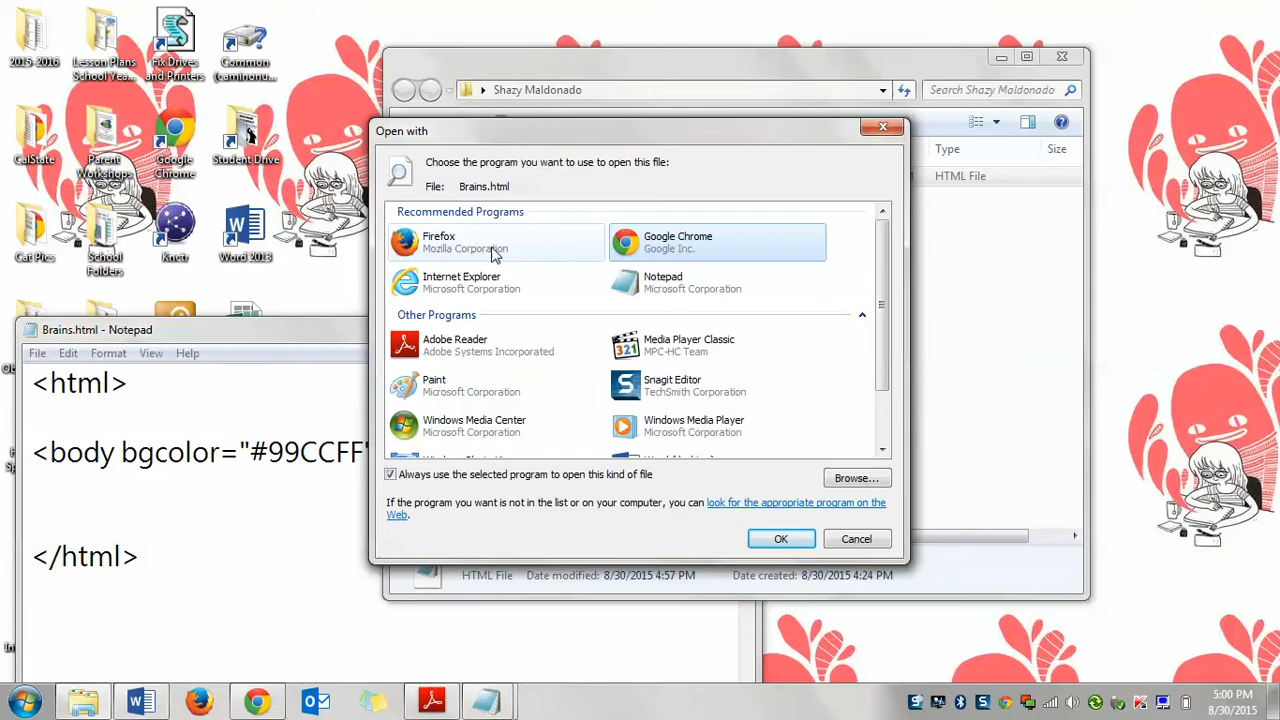 2015-2016
Lesson Plans
School Yea...
Fix Drives
and Printers
Common
(caminonu...
CalState
Parent
Workshops
Google
Chrome
Student Drive
Cat Pics
School
Folders
Knctr
Word 2013
Shazy Maldonado
Search Shazy Maldonado
Type
Size
HTML File
Open with
Choose the program you want to use to open this file:
File: Brains.html
Recommended Programs
Firefox
Mozilla Corporation
Google Chrome
Google Inc.
Internet Explorer
Microsoft Corporation
Notepad
Microsoft Corporation
Other Programs
Adobe Reader
Adobe Systems Incorporated
Media Player Classic
MPC-HC Team
Paint
Microsoft Corporation
Snagit Editor
TechSmith Corporation
Windows Media Center
Microsoft Corporation
Windows Media Player
Microsoft Corporation
Always use the selected program to open this kind of file
Browse...
If the program you want is not in the list or on your computer, you can look for the appropriate program on the
Web.
OK
Cancel
HTML File
Date modified: 8/30/2015 4:57 PM
Date created: 8/30/2015 4:24 PM
Brains.html - Notepad
File Edit Format View Help
<html>
<body bgcolor="#99CCFF"
</html>
5:00 PM
8/30/2015